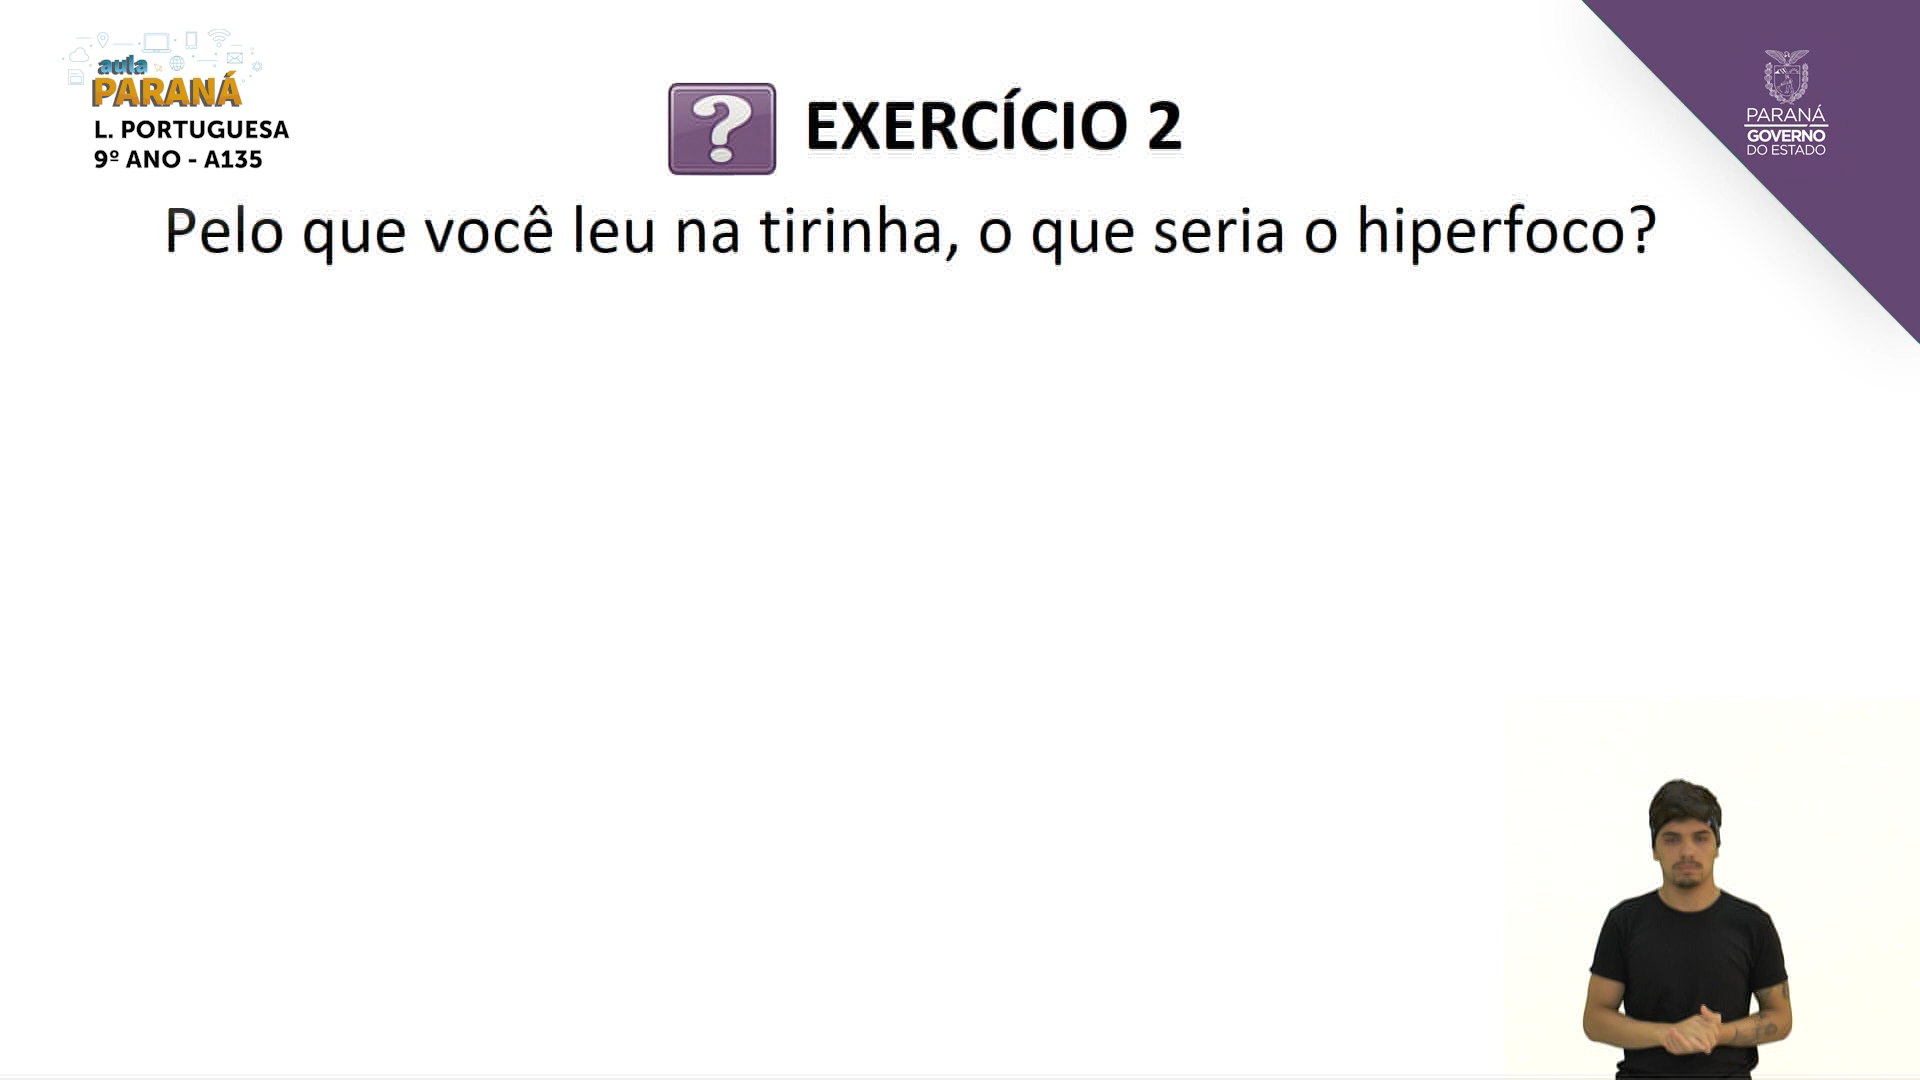 aula
PARANÁ
L. PORTUGUESA
9º ANO - A135
EXERCÍCIO 2
Pelo que você leu na tirinha, o que seria o hiperfoco?
PARANÁ
GOVERNO
DO ESTADO